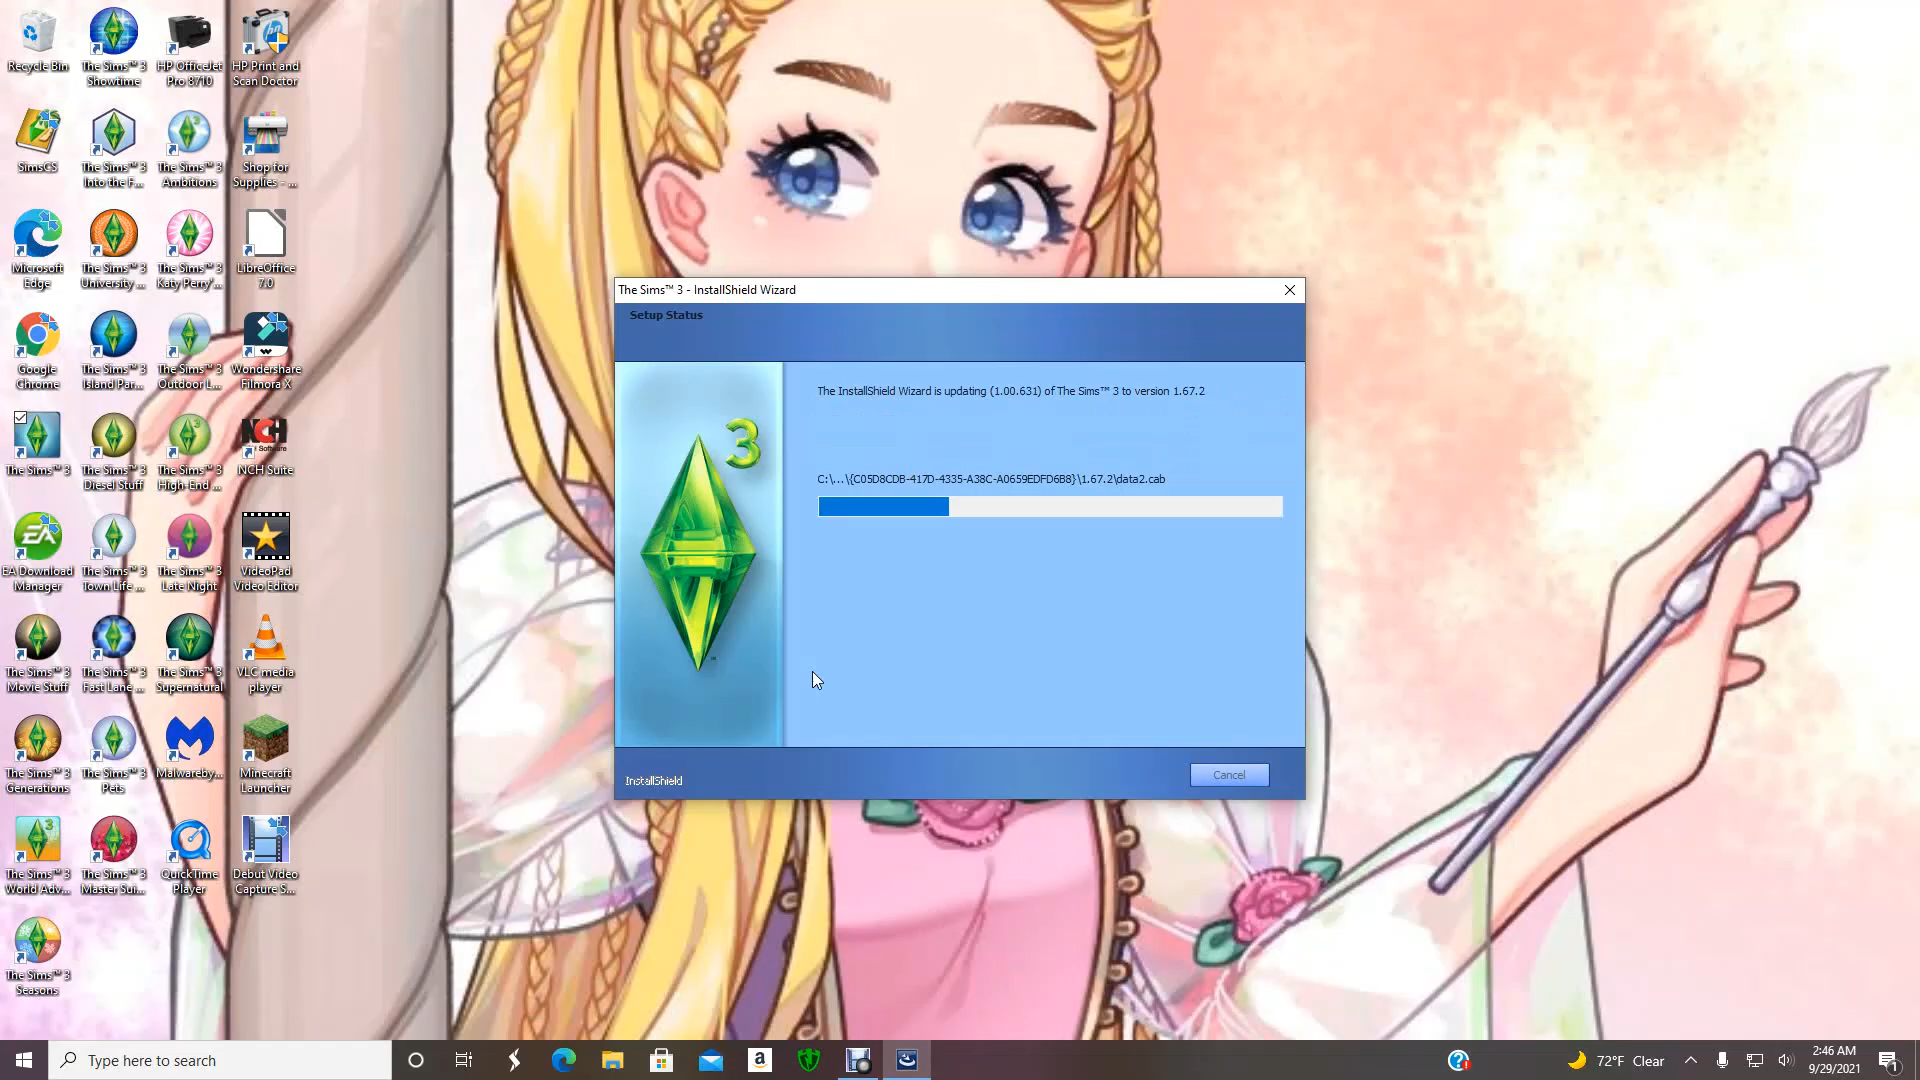 Recycle Bin
The Sims™ 3
Showtime
HP OfficeJet
Pro 8710
HP Print and
Scan Doctor
SimsCS
The Sims™ 3
Into the F...
The Sims™ 3
Ambitions
Shop for
Supplies - ...
Microsoft
Edge
The Sims™ 3
University ...
The Sims™ 3
Katy Perry'...
LibreOffice
7.0
Google
Chrome
The Sims™ 3
Island Par...
The Sims™ 3
Outdoor L...
Wondershare
Filmora X
The Sims™ 3
The Sims™ 3
Diesel Stuff
The Sims™ 3
High-End ...
NCH
Software
NCH Suite
EA
EA Download
Manager
The Sims™ 3
Town Life ...
The Sims™ 3
Late Night
VideoPad
Video Editor
The Sims™ 3
Movie Stuff
The Sims™ 3
Fast Lane ...
The Sims™ 3
Supernatural
VLC media
player
The Sims™ 3
Generations
The Sims™ 3
Pets
Malwareby...
Minecraft
Launcher
The Sims™ 3
World Adv...
The Sims™ 3
Master Sui...
QuickTime
Player
Debut Video
Capture S...
The Sims™ 3
Seasons
The Sims™ 3 - InstallShield Wizard
Setup Status
The InstallShield Wizard is updating (1.00.631) of The Sims™ 3 to version 1.67.2
3
C:\...\{C05D8CDB-417D-4335-A38C-A0659EDFD6B8}\1.67.2\data2.cab
InstallShield
Cancel
Type here to search
72°F Clear
2:46 AM
9/29/2021
1